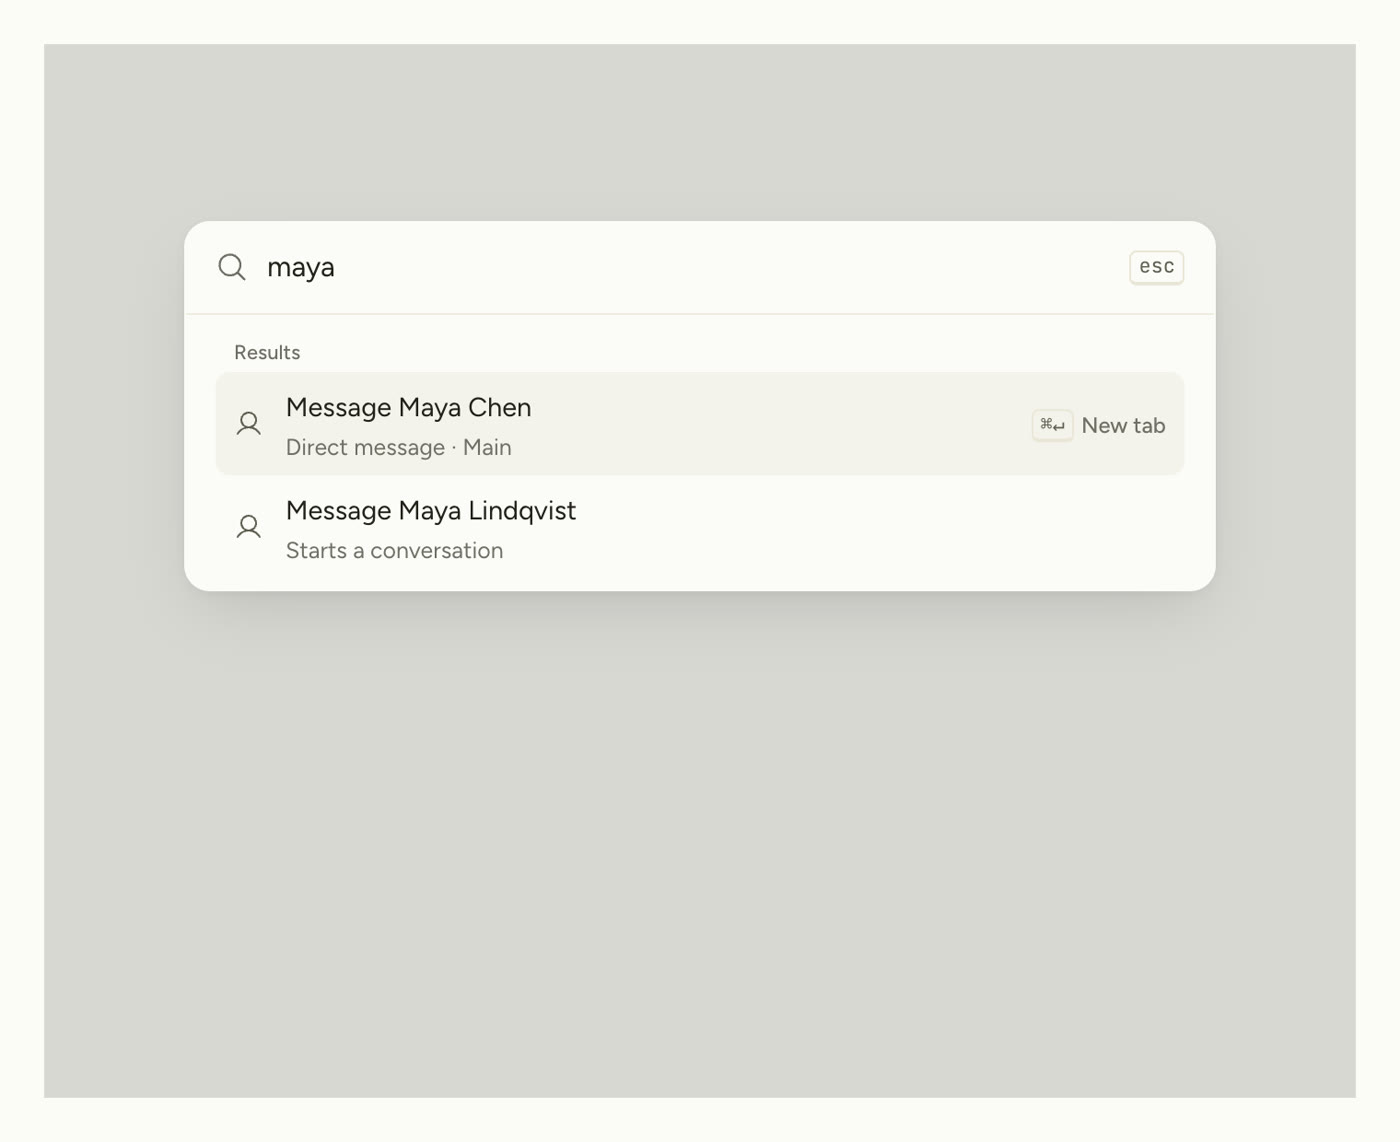 maya
esc
Results
Message Maya Chen
Direct message · Main
⌘↵ New tab
Message Maya Lindqvist
Starts a conversation